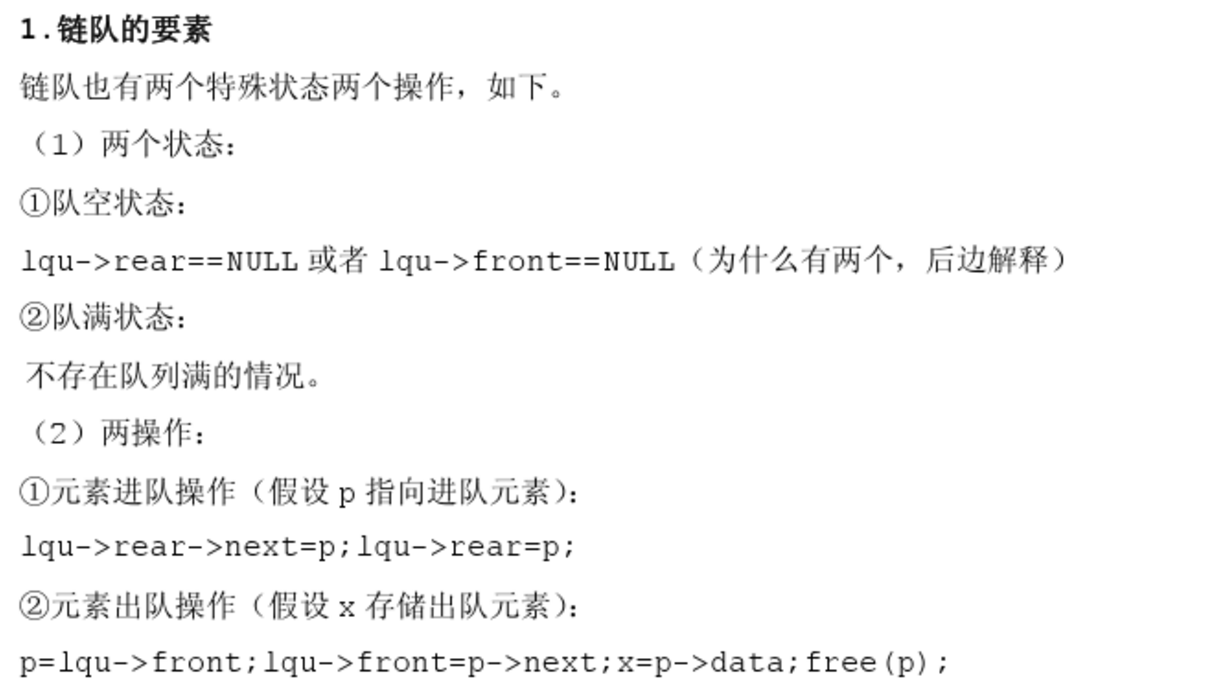 1.链队的要素
链队也有两个特殊状态两个操作，如下。
（1）两个状态：
①队空状态：
lqu->rear==NULL 或者 lqu->front==NULL（为什么有两个，后边解释）
②队满状态：
不存在队列满的情况。
（2）两操作：
①元素进队操作（假设 p 指向进队元素）：
lqu->rear->next=p;lqu->rear=p;
②元素出队操作（假设 x 存储出队元素）：
p=lqu->front;lqu->front=p->next;x=p->data;free(p);